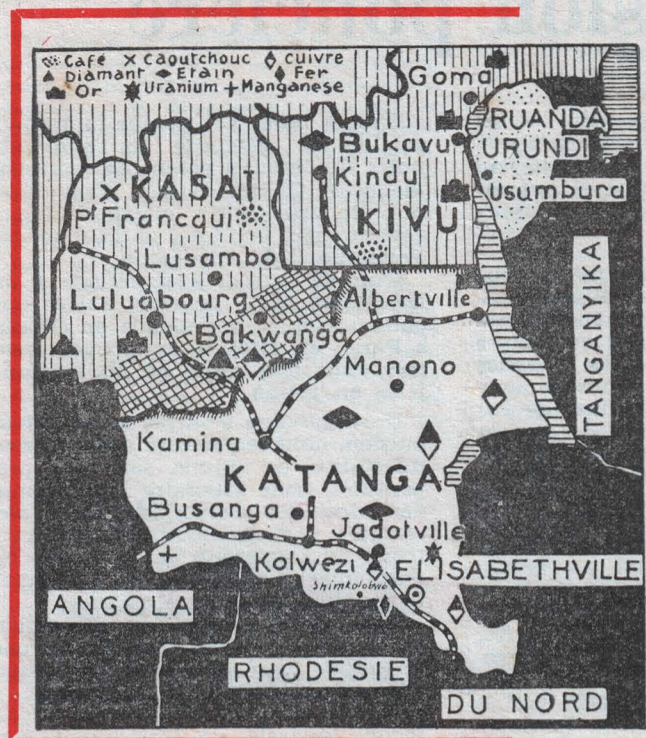 Café Caoutchouc Cuivre
Diamant Etain Fer
Or Uranium Manganese
Goma
RUANDA
URUNDI
Bukavu
Kindu
Usumbura
KASAÏ
Pt Francqui
KIVU
Lusambo
Luluabourg
Albertville
Bakwanga
TANGANYIKA
Manono
Kamina
KATANGA
Busanga
Jadotville
Kolwezi
ELISABETHVILLE
Shinkolobwe
ANGOLA
RHODESIE
DU NORD